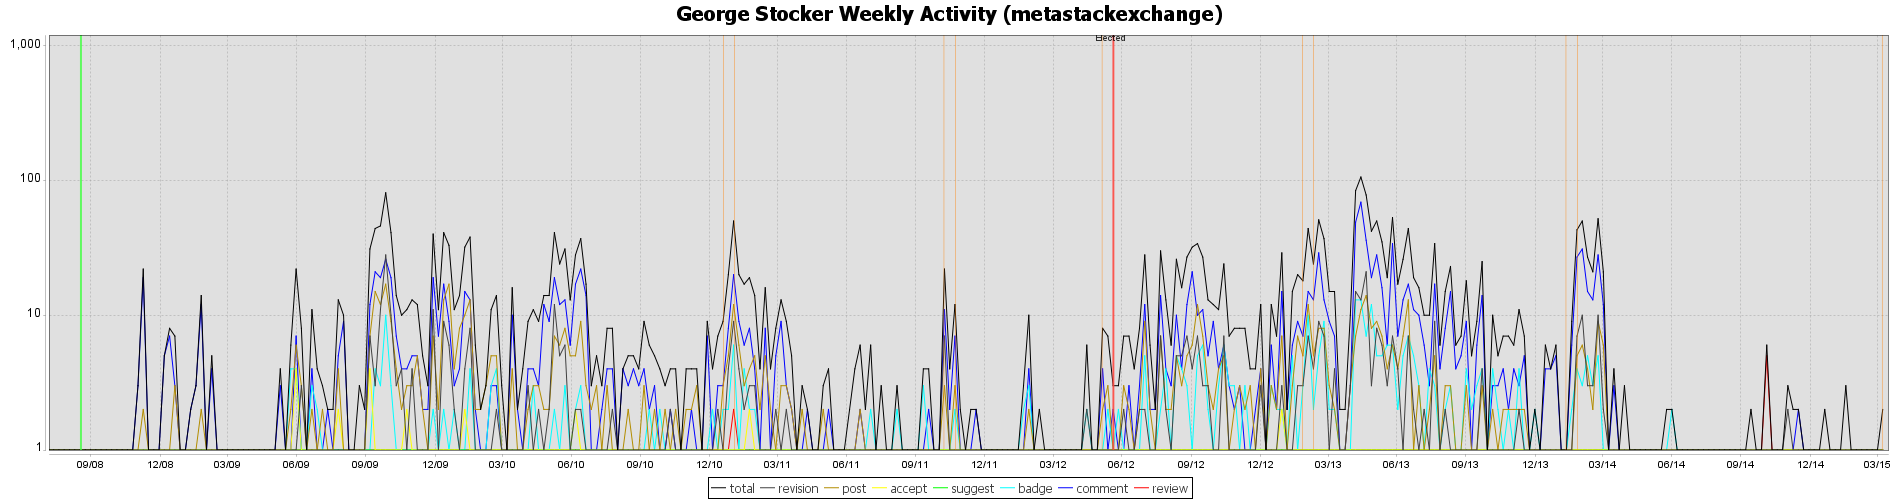 George Stocker Weekly Activity (metastackexchange)
Elected
1,000
100
10
1
09/08 12/08 03/09 06/09 09/09 12/09 03/10 06/10 09/10 12/10 03/11 06/11 09/11 12/11 03/12 06/12 09/12 12/12 03/13 06/13 09/13 12/13 03/14 06/14 09/14 12/14 03/15
total revision post accept suggest badge comment review